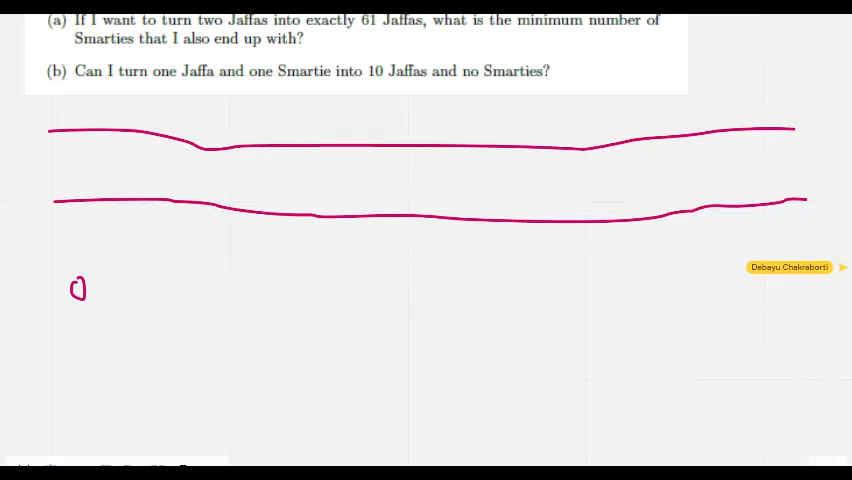 (a) If I want to turn two Jaffas into exactly 61 Jaffas, what is the minimum number of
Smarties that I also end up with?
(b) Can I turn one Jaffa and one Smartie into 10 Jaffas and no Smarties?
Debayu Chakraborti